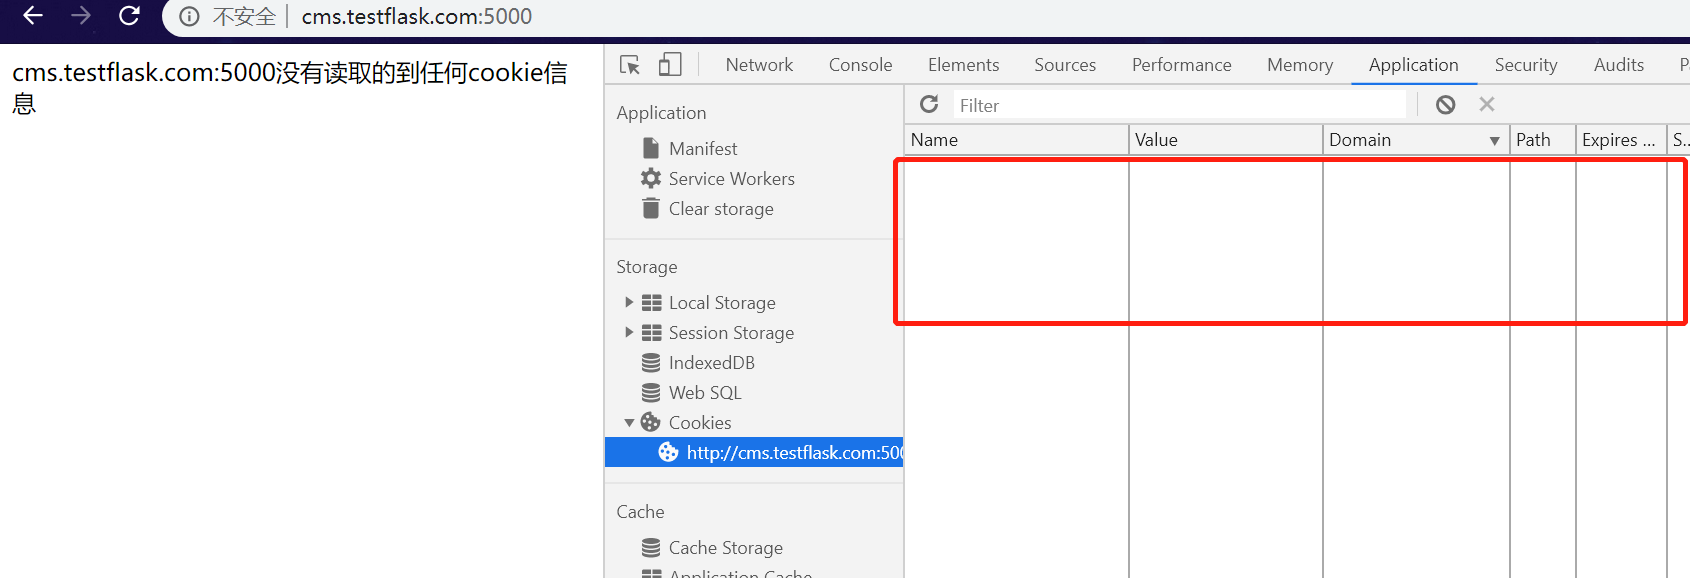 不安全 cms.testflask.com:5000
cms.testflask.com:5000没有读取的到任何cookie信
息
Network Console Elements Sources Performance Memory Application Security Audits
Filter
Name Value Domain Path Expires ... S...
Application
Manifest
Service Workers
Clear storage
Storage
Local Storage
Session Storage
IndexedDB
Web SQL
Cookies
http://cms.testflask.com:500
Cache
Cache Storage
Application Cache